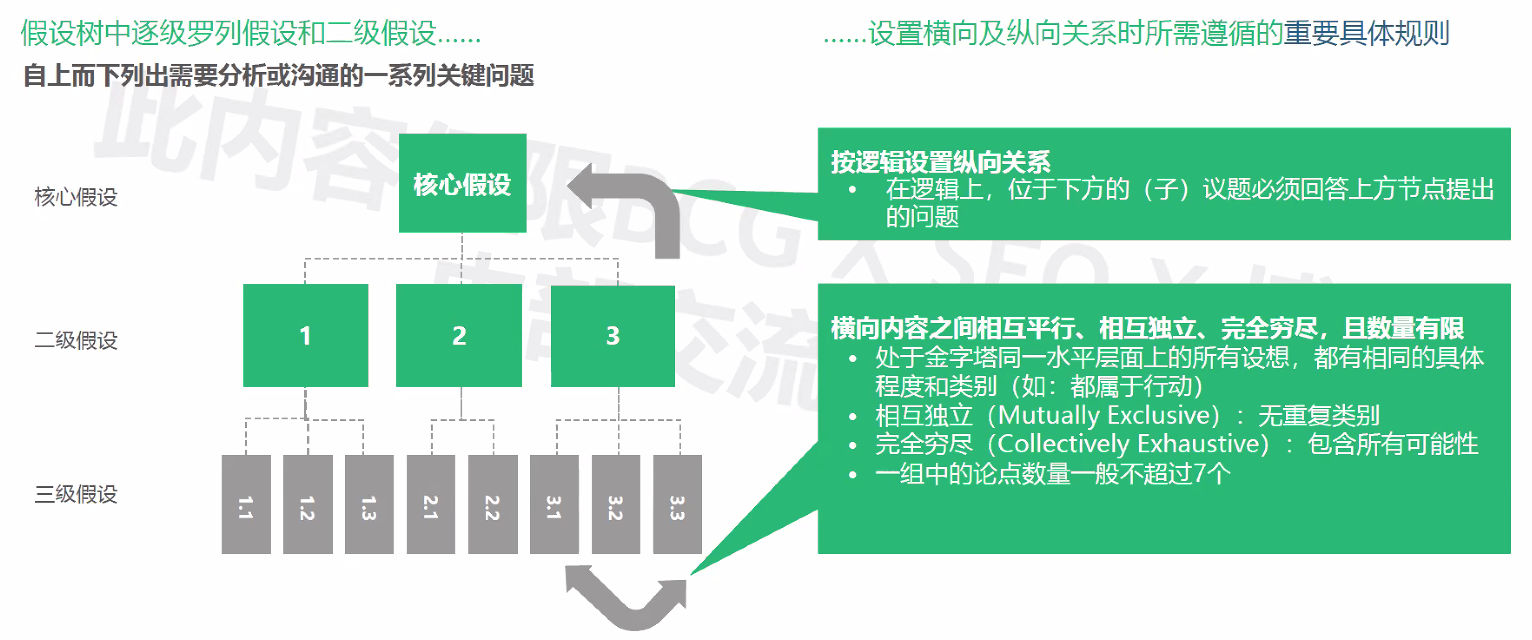 假设树中逐级罗列假设和二级假设……
自上而下列出需要分析或沟通的一系列关键问题
……设置横向及纵向关系时所需遵循的重要具体规则
核心假设
核心假设
按逻辑设置纵向关系
• 在逻辑上，位于下方的（子）议题必须回答上方节点提出
的问题
二级假设
1
2
3
横向内容之间相互平行、相互独立、完全穷尽，且数量有限
• 处于金字塔同一水平层面上的所有设想，都有相同的具体
程度和类别（如：都属于行动）
• 相互独立（Mutually Exclusive）：无重复类别
• 完全穷尽（Collectively Exhaustive）：包含所有可能性
• 一组中的论点数量一般不超过7个
三级假设
1.1
1.2
1.3
2.1
2.2
3.1
3.2
3.3
此内容
限BCG X SEO X
内部交流